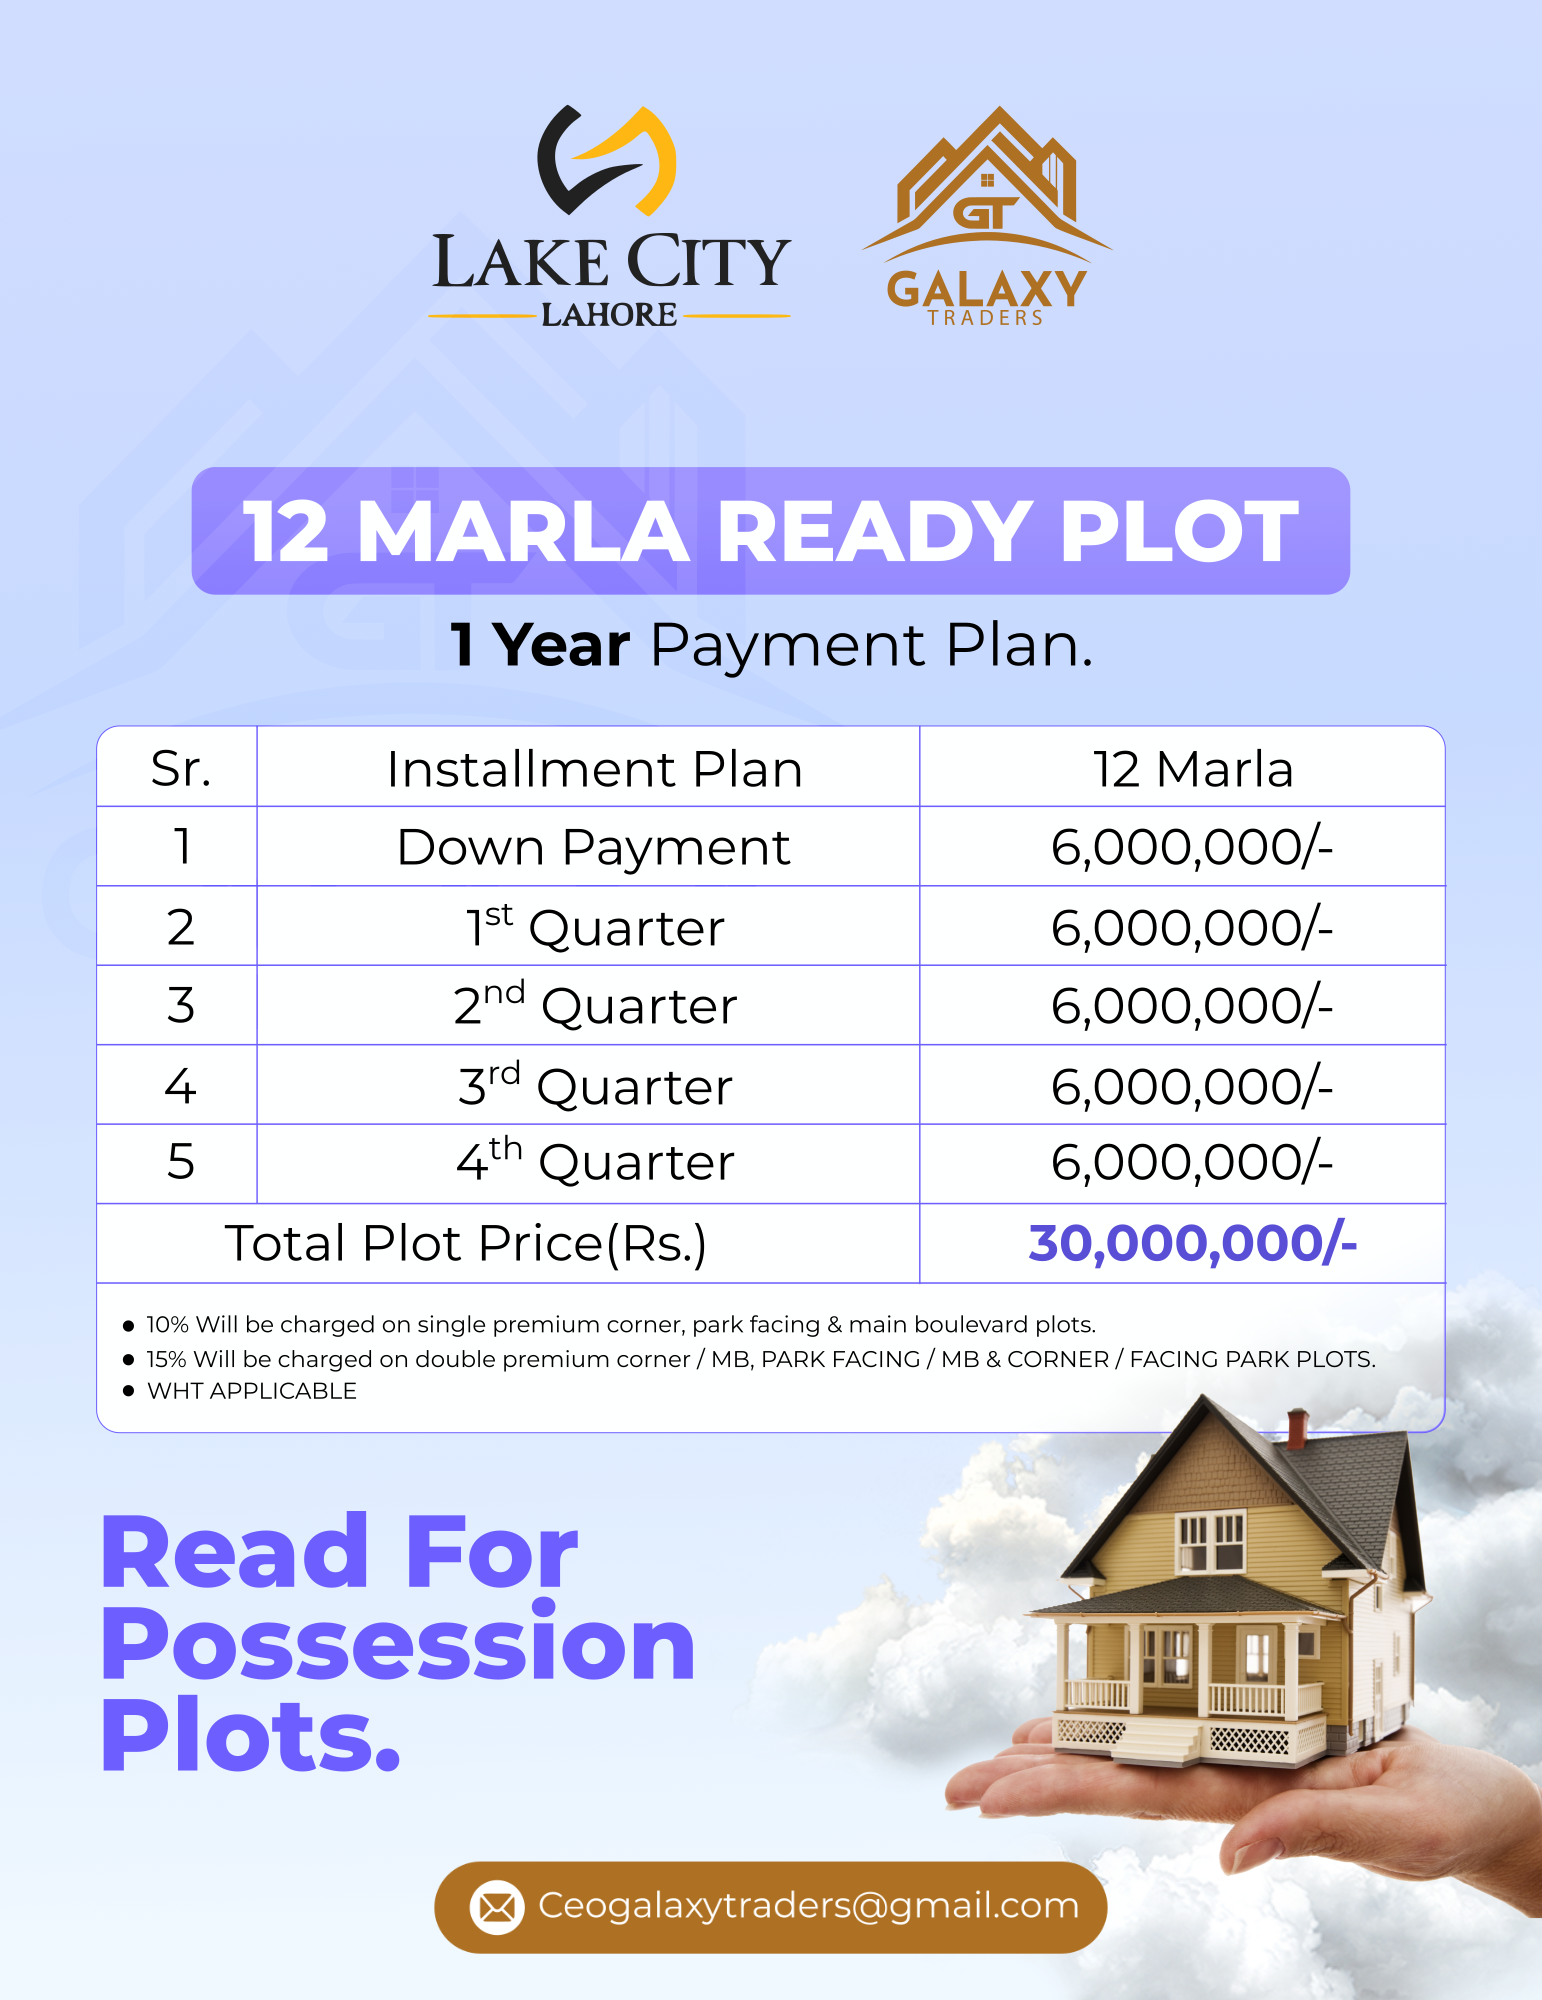 LAKE CITY
LAHORE
GT
GALAXY
TRADERS
12 MARLA READY PLOT
1 Year Payment Plan.
Sr. Installment Plan 12 Marla
1 Down Payment 6,000,000/-
2 1st Quarter 6,000,000/-
3 2nd Quarter 6,000,000/-
4 3rd Quarter 6,000,000/-
5 4th Quarter 6,000,000/-
Total Plot Price(Rs.) 30,000,000/-
• 10% Will be charged on single premium corner, park facing & main boulevard plots.
• 15% Will be charged on double premium corner / MB, PARK FACING / MB & CORNER / FACING PARK PLOTS.
• WHT APPLICABLE
Read For
Possession
Plots.
Ceogalaxytraders@gmail.com